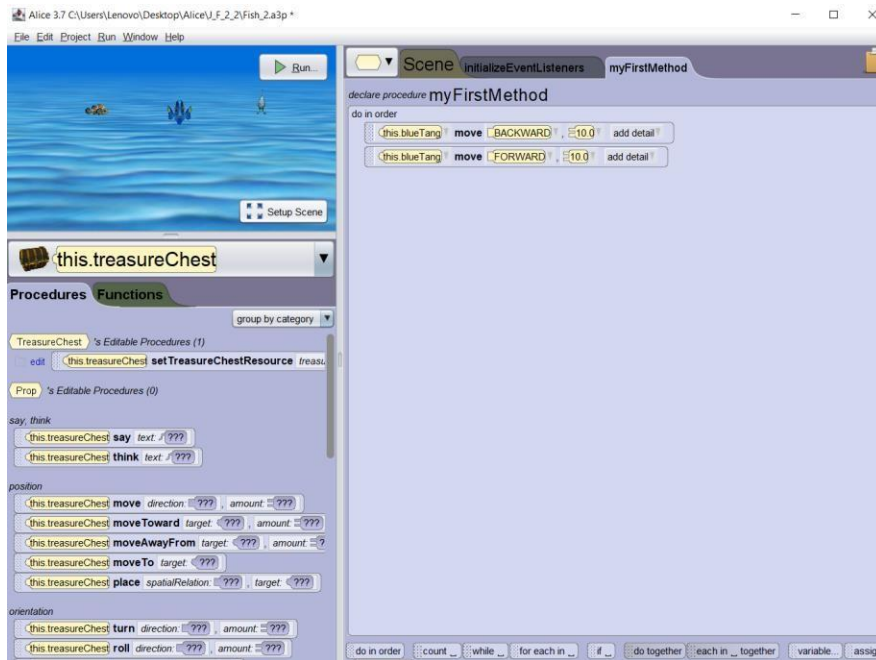 Alice 3.7 C:\Users\Lenovo\Desktop\Alice\J_F_2_2\Fish_2.a3p *
File Edit Project Run Window Help
Run...
Setup Scene
this.treasureChest
Procedures Functions
group by category
TreasureChest 's Editable Procedures (1)
edit this.treasureChest setTreasureChestResource treasu
Prop 's Editable Procedures (0)
say, think
this.treasureChest say text: ???
this.treasureChest think text: ???
position
this.treasureChest move direction: ??? , amount: ???
this.treasureChest moveToward target: ??? , amount: ???
this.treasureChest moveAwayFrom target: ??? , amount: ?
this.treasureChest moveTo target: ???
this.treasureChest place spatialRelation: ??? , target: ???
orientation
this.treasureChest turn direction: ??? , amount: ???
this.treasureChest roll direction: ??? , amount: ???
Scene initializeEventListeners myFirstMethod
declare procedure myFirstMethod
do in order
this.blueTang move BACKWARD , 10.0 add detail
this.blueTang move FORWARD , 10.0 add detail
do in order count _ while _ for each in _ if _ do together each in _ together variable... assig